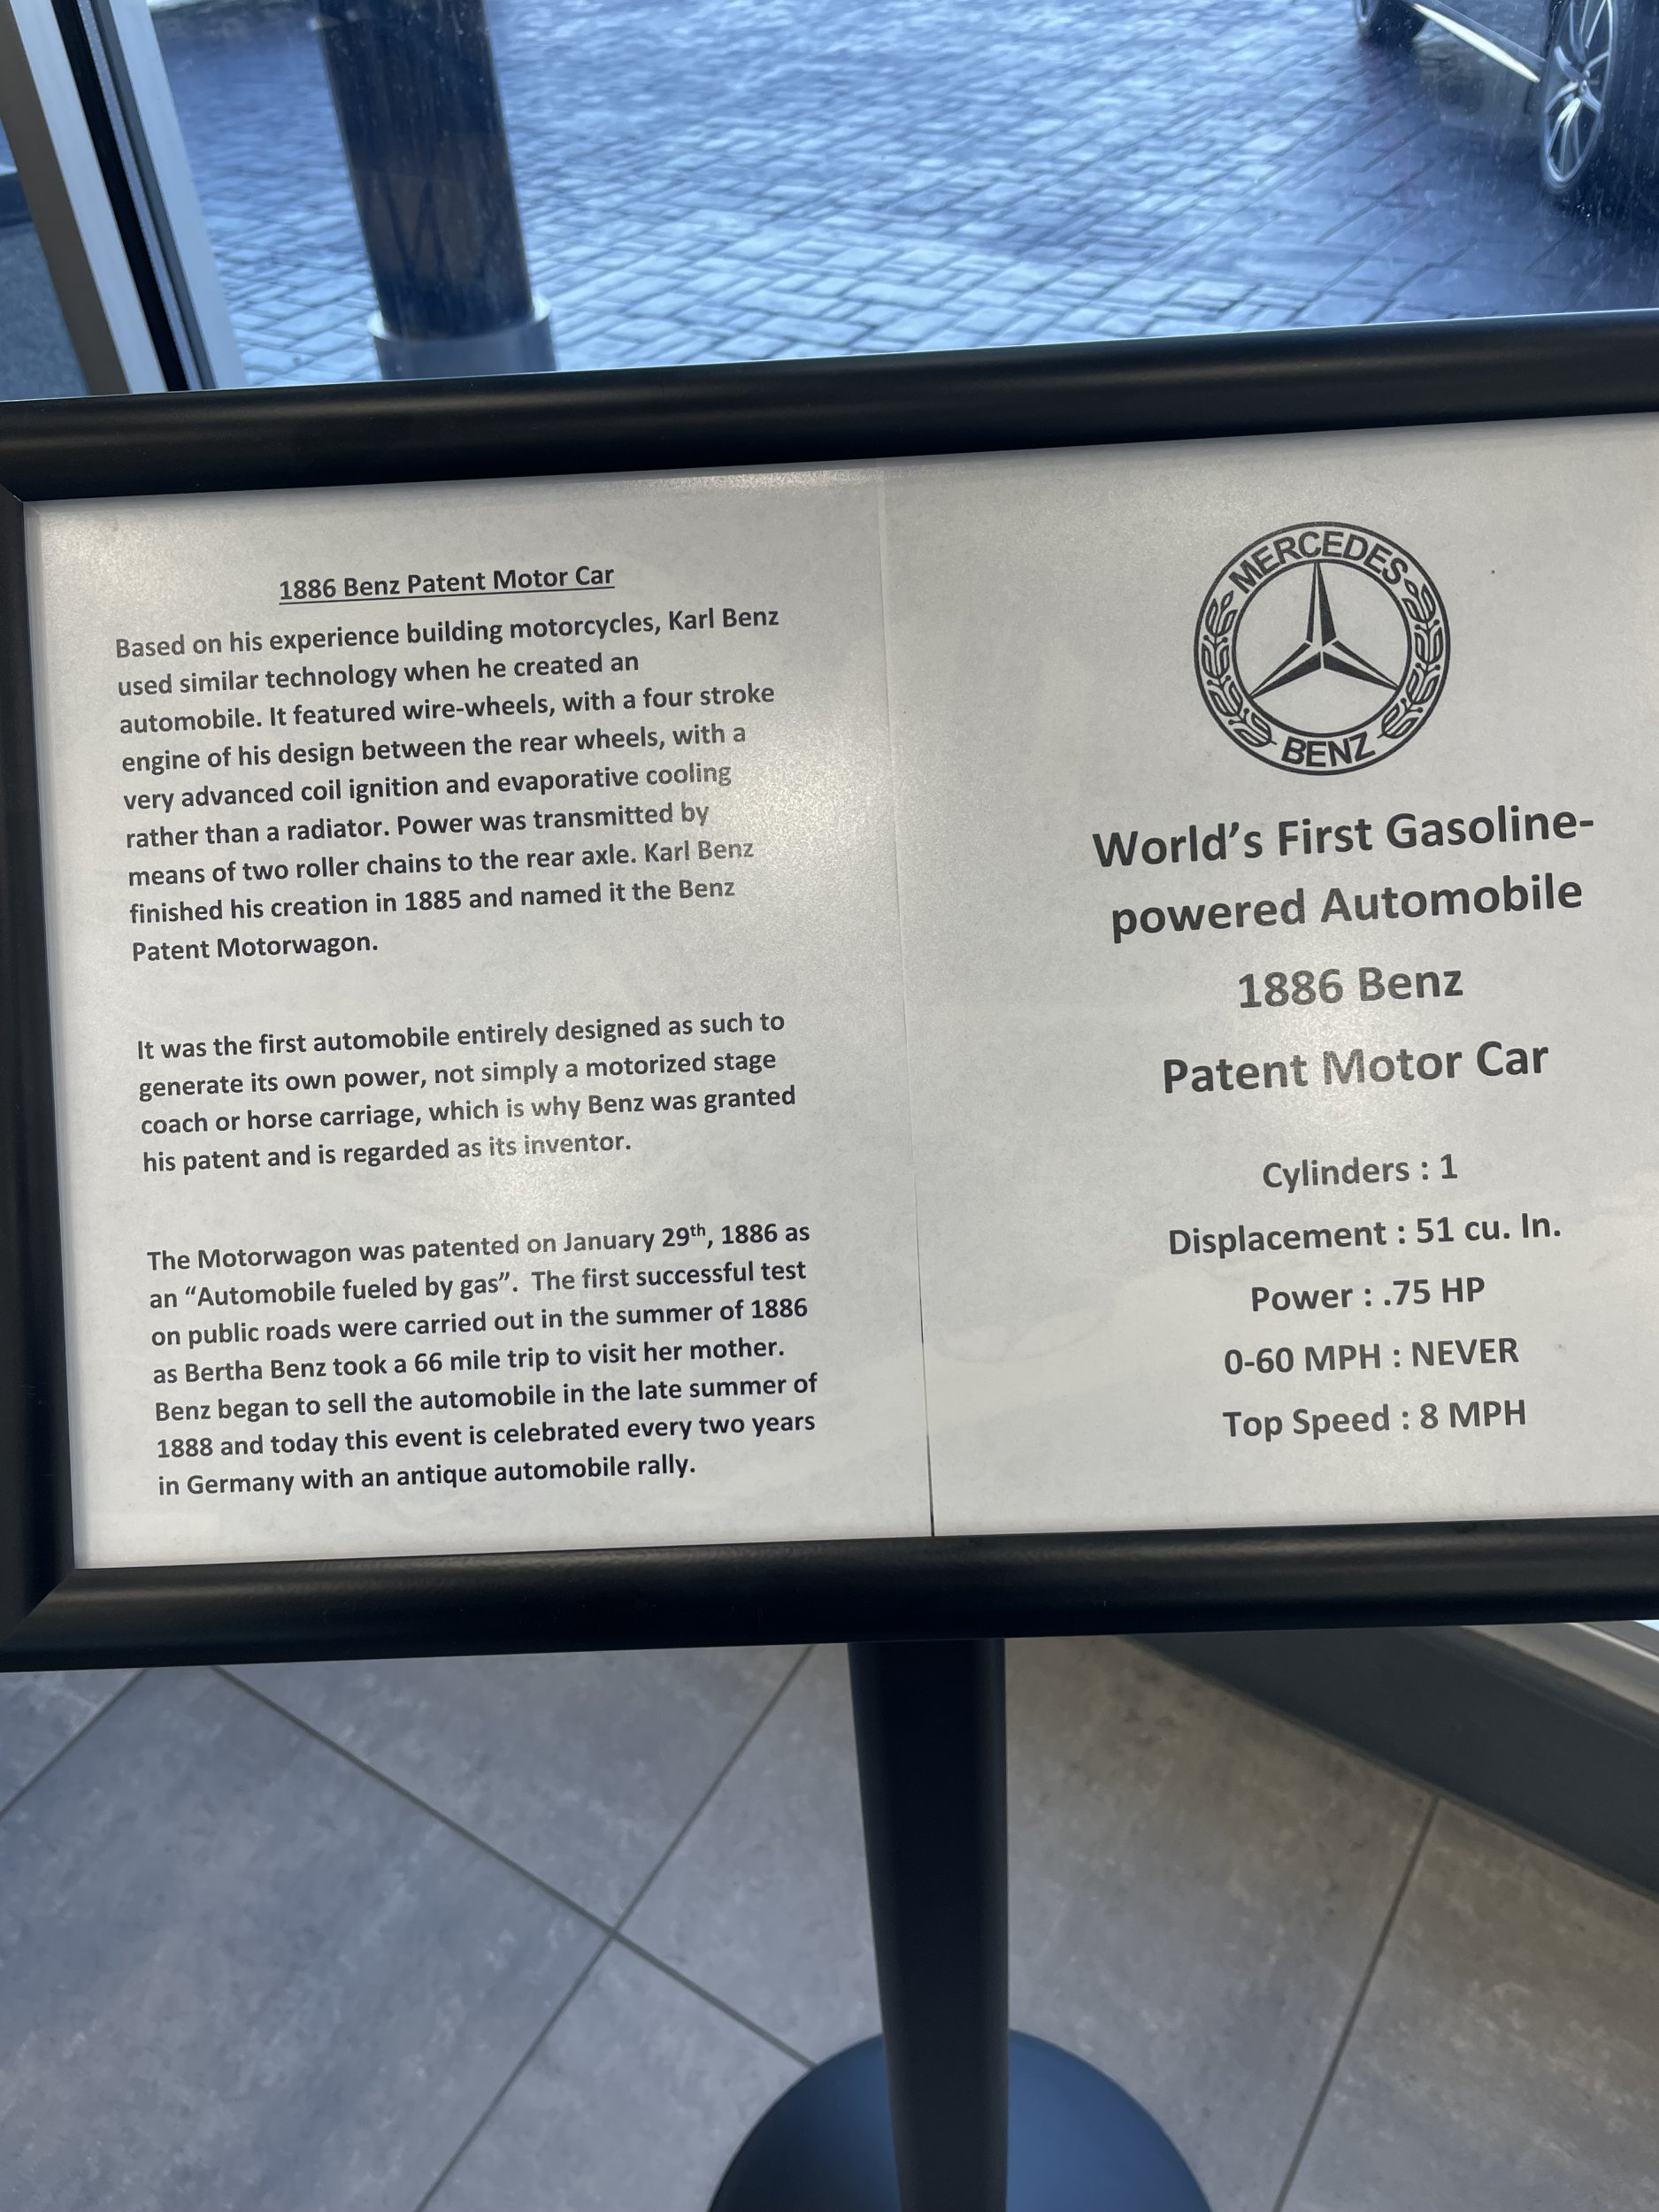 1886 Benz Patent Motor Car
Based on his experience building motorcycles, Karl Benz
used similar technology when he created an
automobile. It featured wire-wheels, with a four stroke
engine of his design between the rear wheels, with a
very advanced coil ignition and evaporative cooling
rather than a radiator. Power was transmitted by
means of two roller chains to the rear axle. Karl Benz
finished his creation in 1885 and named it the Benz
Patent Motorwagon.
It was the first automobile entirely designed as such to
generate its own power, not simply a motorized stage
coach or horse carriage, which is why Benz was granted
his patent and is regarded as its inventor.
The Motorwagon was patented on January 29th, 1886 as
an “Automobile fueled by gas”. The first successful test
on public roads were carried out in the summer of 1886
as Bertha Benz took a 66 mile trip to visit her mother.
Benz began to sell the automobile in the late summer of
1888 and today this event is celebrated every two years
in Germany with an antique automobile rally.
MERCEDES
BENZ
World’s First Gasoline-
powered Automobile
1886 Benz
Patent Motor Car
Cylinders : 1
Displacement : 51 cu. In.
Power : .75 HP
0-60 MPH : NEVER
Top Speed : 8 MPH